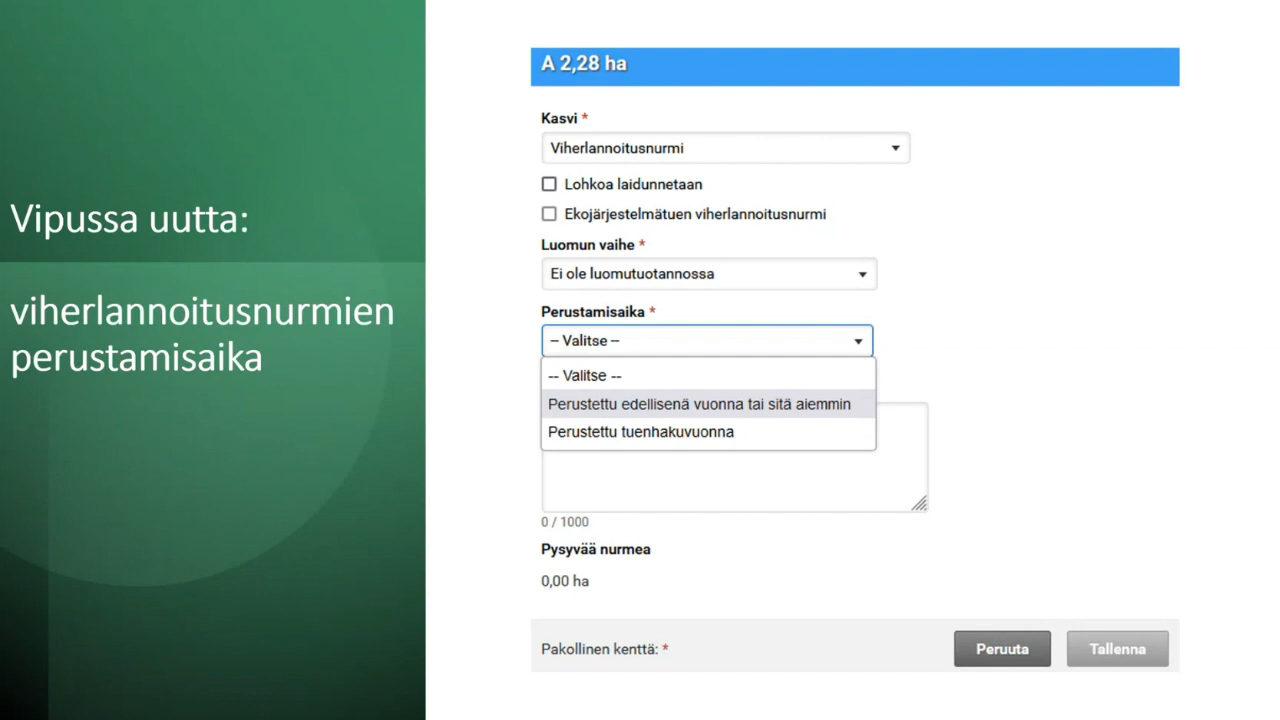 Vipussa uutta:
viherlannoitusnurmien
perustamisaika
A 2,28 ha
Kasvi *
Viherlannoitusnurmi
Lohkoa laidunnetaan
Ekojärjestelmätuen viherlannoitusnurmi
Luomun vaihe *
Ei ole luomutuotannossa
Perustamisaika *
-- Valitse --
-- Valitse --
Perustettu edellisenä vuonna tai sitä aiemmin
Perustettu tuenhakuvuonna
0 / 1000
Pysyvää nurmea
0,00 ha
Pakollinen kenttä: *
Peruuta
Tallenna